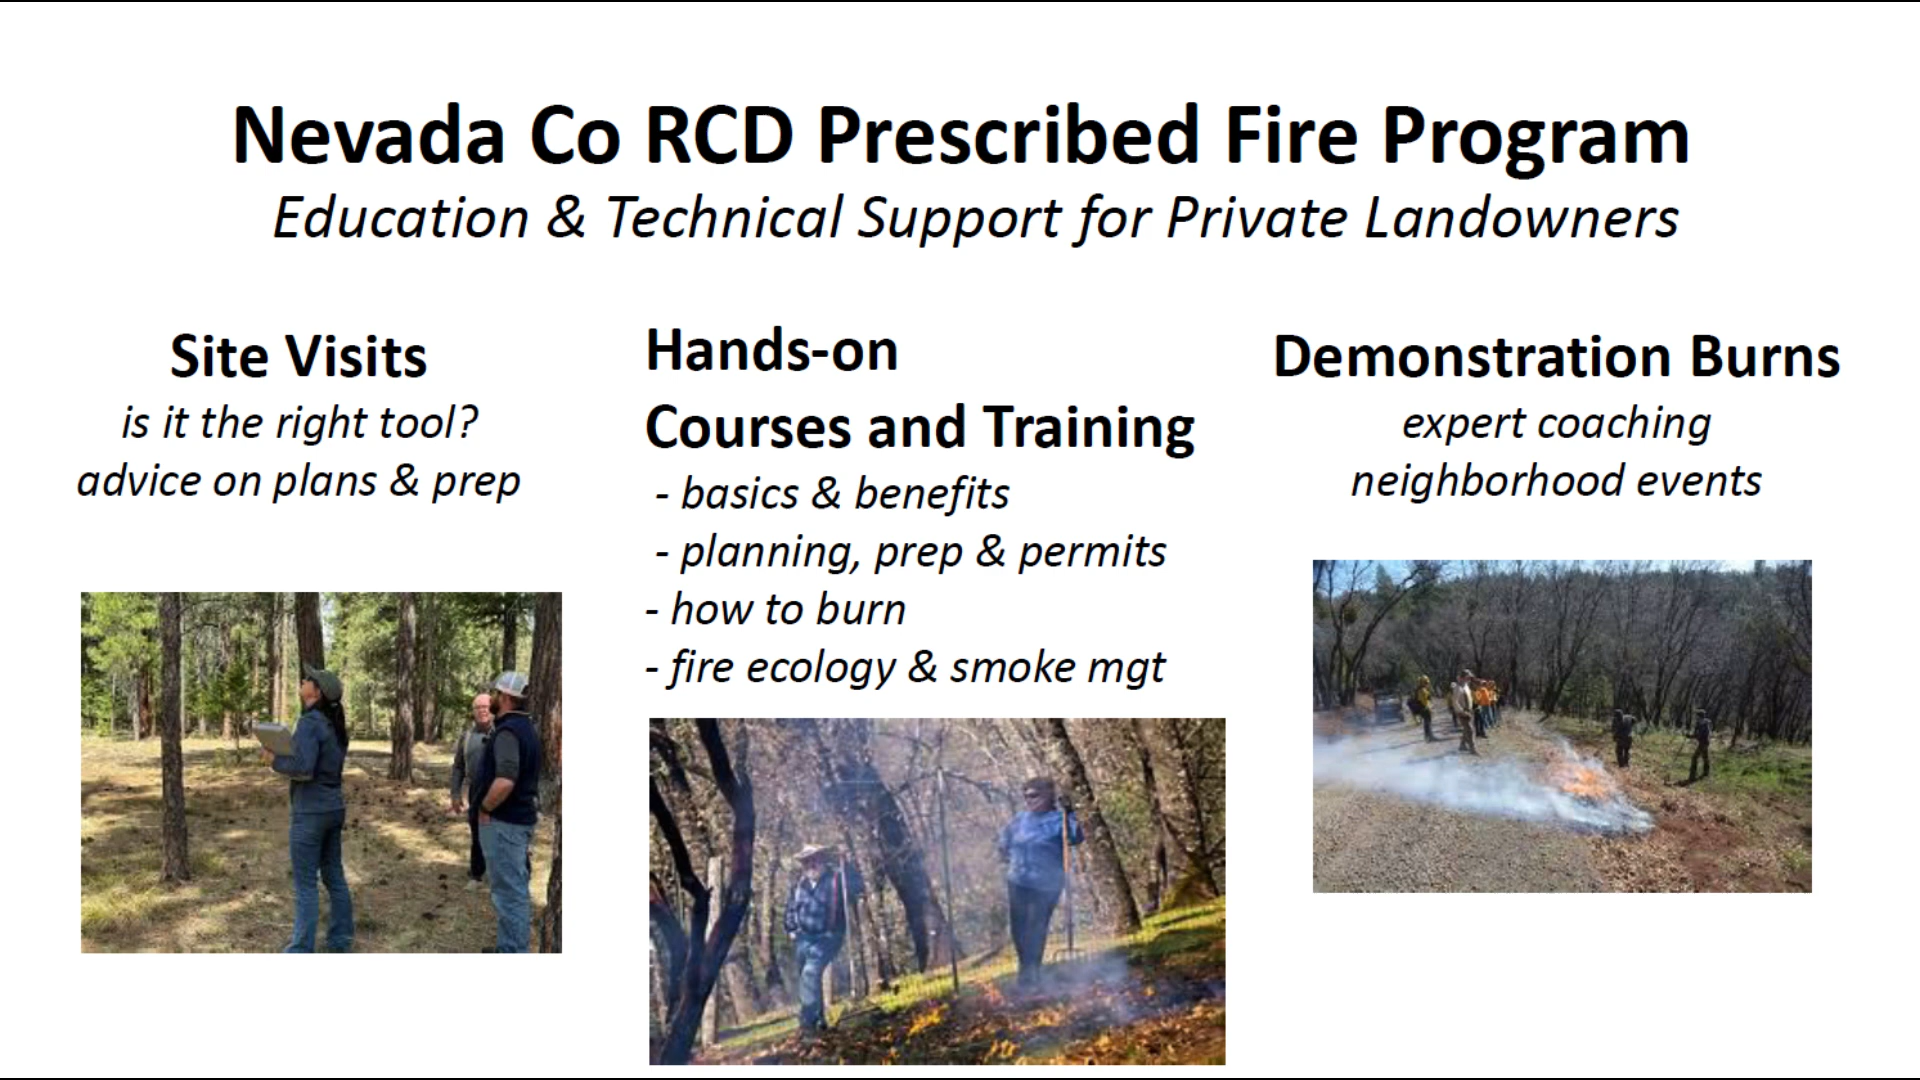 Nevada Co RCD Prescribed Fire Program
Education & Technical Support for Private Landowners
Site Visits
is it the right tool?
advice on plans & prep
Hands-on
Courses and Training
- basics & benefits
- planning, prep & permits
- how to burn
- fire ecology & smoke mgt
Demonstration Burns
expert coaching
neighborhood events